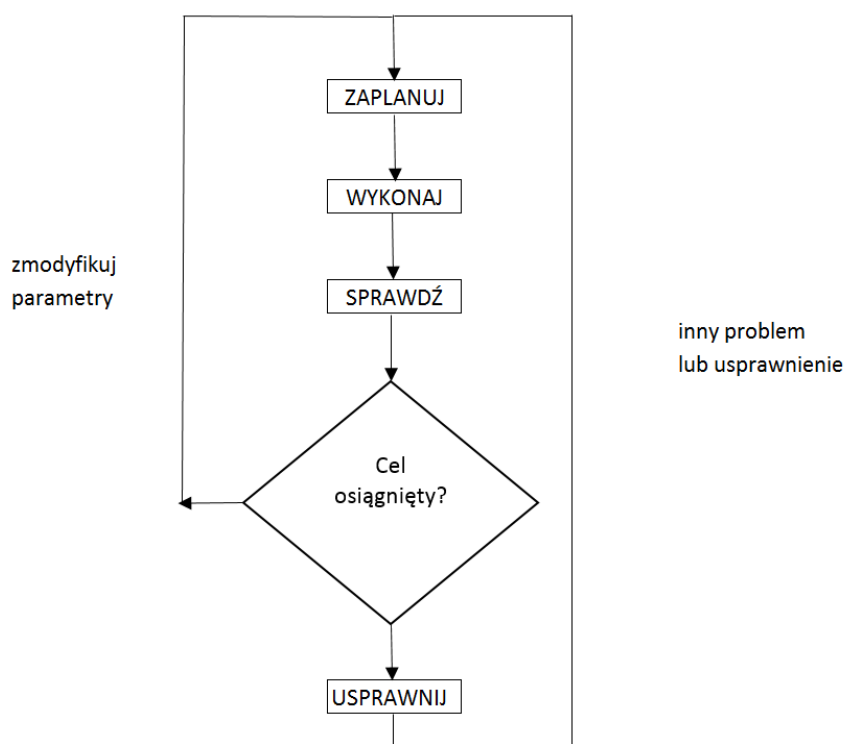 ZAPLANUJ
WYKONAJ
zmodyfikuj
parametry
SPRAWDŹ
inny problem
lub usprawnienie
Cel
osiągnięty?
USPRAWNIJ